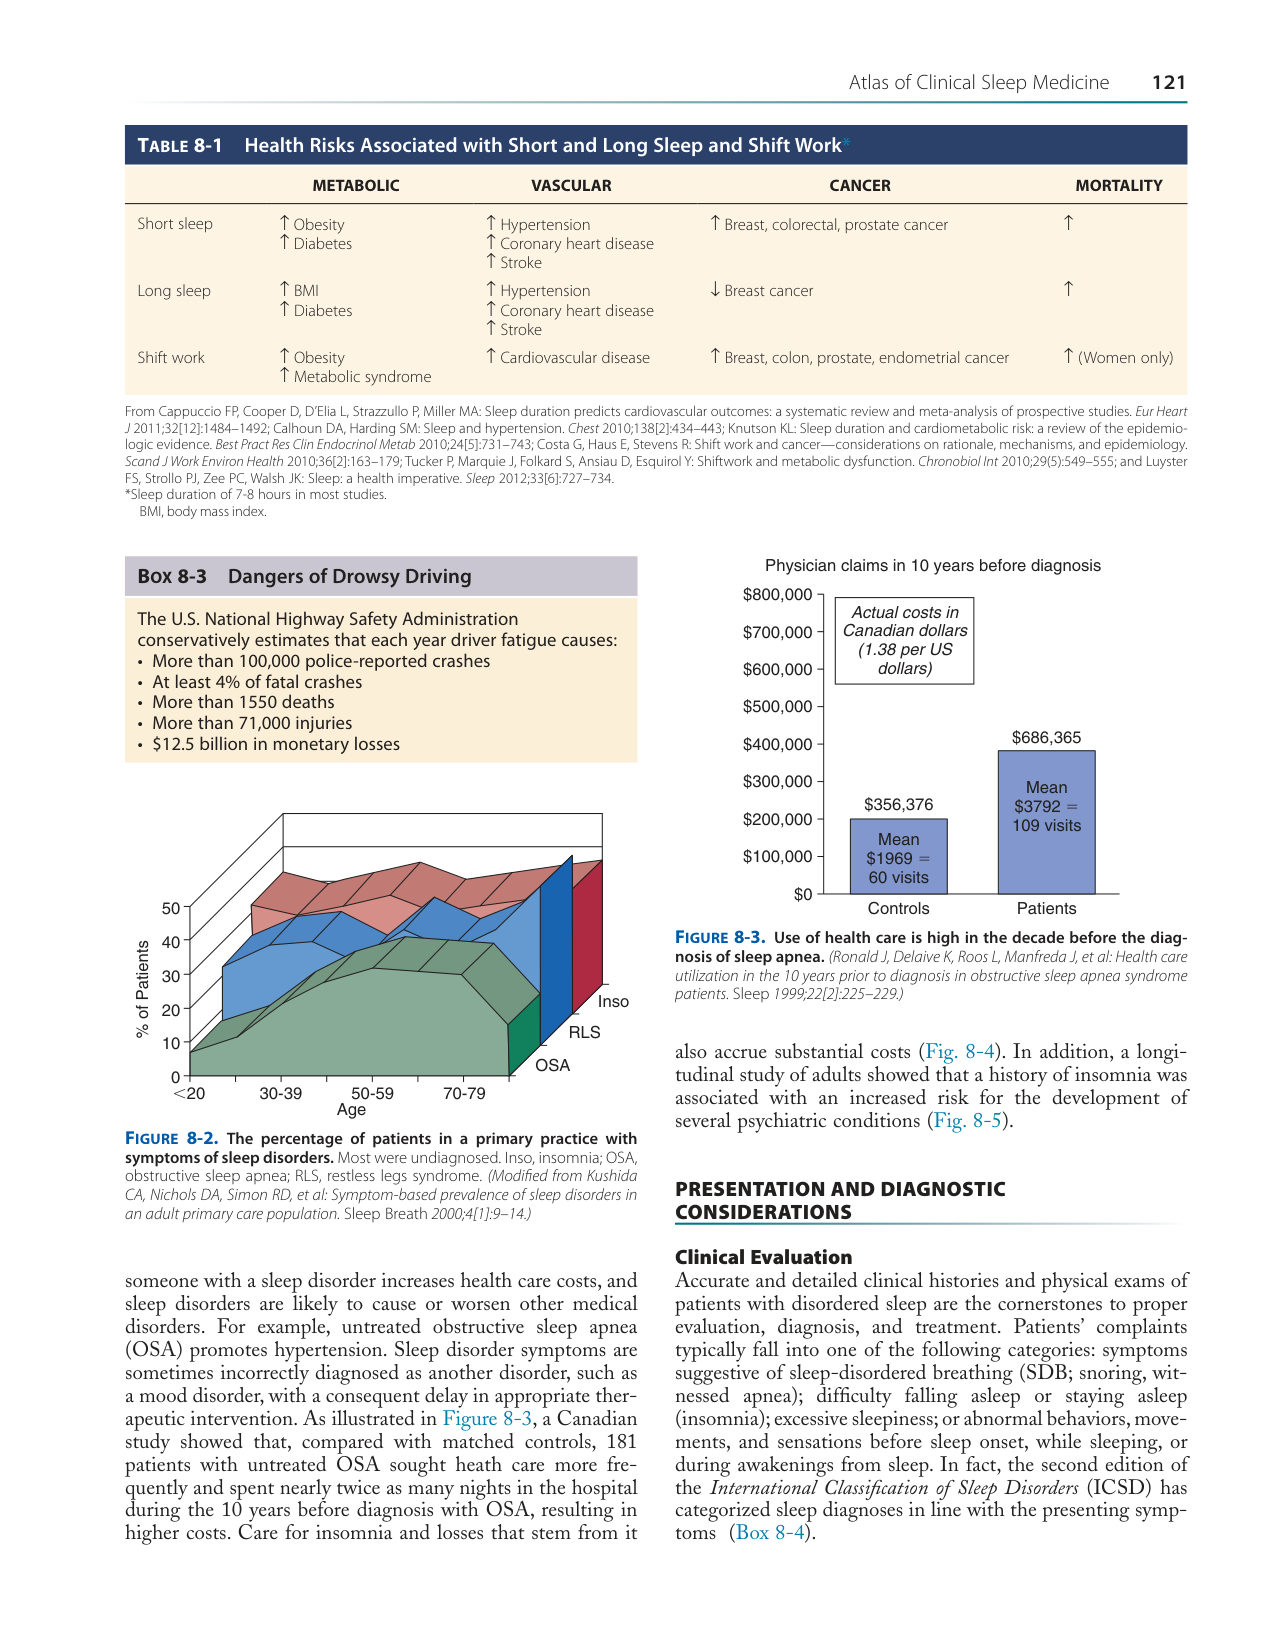 Atlas of Clinical Sleep Medicine 121
TABLE 8-1 Health Risks Associated with Short and Long Sleep and Shift Work*
METABOLIC VASCULAR CANCER MORTALITY
Short sleep ↑ Obesity ↑ Hypertension ↑ Breast, colorectal, prostate cancer ↑
↑ Diabetes ↑ Coronary heart disease
↑ Stroke
Long sleep ↑ BMI ↑ Hypertension ↓ Breast cancer ↑
↑ Diabetes ↑ Coronary heart disease
↑ Stroke
Shift work ↑ Obesity ↑ Cardiovascular disease ↑ Breast, colon, prostate, endometrial cancer ↑ (Women only)
↑ Metabolic syndrome
From Cappuccio FP, Cooper D, D'Elia L, Strazzullo P, Miller MA: Sleep duration predicts cardiovascular outcomes: a systematic review and meta-analysis of prospective studies. Eur Heart
J 2011;32[12]:1484–1492; Calhoun DA, Harding SM: Sleep and hypertension. Chest 2010;138[2]:434–443; Knutson KL: Sleep duration and cardiometabolic risk: a review of the epidemio-
logic evidence. Best Pract Res Clin Endocrinol Metab 2010;24[5]:731–743; Costa G, Haus E, Stevens R: Shift work and cancer—considerations on rationale, mechanisms, and epidemiology.
Scand J Work Environ Health 2010;36[2]:163–179; Tucker P, Marquie J, Folkard S, Ansiau D, Esquirol Y: Shiftwork and metabolic dysfunction. Chronobiol Int 2010;29(5):549–555; and Luyster
FS, Strollo PJ, Zee PC, Walsh JK: Sleep: a health imperative. Sleep 2012;33[6]:727–734.
*Sleep duration of 7-8 hours in most studies.
BMI, body mass index.
BOX 8-3 Dangers of Drowsy Driving
The U.S. National Highway Safety Administration
conservatively estimates that each year driver fatigue causes:
• More than 100,000 police-reported crashes
• At least 4% of fatal crashes
• More than 1550 deaths
• More than 71,000 injuries
• $12.5 billion in monetary losses
% of Patients
50
40
30
20
10
0
<20 30-39 50-59 70-79
Age
Inso
RLS
OSA
FIGURE 8-2. The percentage of patients in a primary practice with
symptoms of sleep disorders. Most were undiagnosed. Inso, insomnia; OSA,
obstructive sleep apnea; RLS, restless legs syndrome. (Modified from Kushida
CA, Nichols DA, Simon RD, et al: Symptom-based prevalence of sleep disorders in
an adult primary care population. Sleep Breath 2000;4[1]:9–14.)
someone with a sleep disorder increases health care costs, and
sleep disorders are likely to cause or worsen other medical
disorders. For example, untreated obstructive sleep apnea
(OSA) promotes hypertension. Sleep disorder symptoms are
sometimes incorrectly diagnosed as another disorder, such as
a mood disorder, with a consequent delay in appropriate ther-
apeutic intervention. As illustrated in Figure 8-3, a Canadian
study showed that, compared with matched controls, 181
patients with untreated OSA sought heath care more fre-
quently and spent nearly twice as many nights in the hospital
during the 10 years before diagnosis with OSA, resulting in
higher costs. Care for insomnia and losses that stem from it
Physician claims in 10 years before diagnosis
$800,000
$700,000
$600,000
$500,000
$400,000
$300,000
$200,000
$100,000
$0
Actual costs in
Canadian dollars
(1.38 per US
dollars)
$356,376
Mean
$1969 =
60 visits
$686,365
Mean
$3792 =
109 visits
Controls Patients
FIGURE 8-3. Use of health care is high in the decade before the diag-
nosis of sleep apnea. (Ronald J, Delaive K, Roos L, Manfreda J, et al: Health care
utilization in the 10 years prior to diagnosis in obstructive sleep apnea syndrome
patients. Sleep 1999;22[2]:225–229.)
also accrue substantial costs (Fig. 8-4). In addition, a longi-
tudinal study of adults showed that a history of insomnia was
associated with an increased risk for the development of
several psychiatric conditions (Fig. 8-5).
PRESENTATION AND DIAGNOSTIC
CONSIDERATIONS
Clinical Evaluation
Accurate and detailed clinical histories and physical exams of
patients with disordered sleep are the cornerstones to proper
evaluation, diagnosis, and treatment. Patients' complaints
typically fall into one of the following categories: symptoms
suggestive of sleep-disordered breathing (SDB; snoring, wit-
nessed apnea); difficulty falling asleep or staying asleep
(insomnia); excessive sleepiness; or abnormal behaviors, move-
ments, and sensations before sleep onset, while sleeping, or
during awakenings from sleep. In fact, the second edition of
the International Classification of Sleep Disorders (ICSD) has
categorized sleep diagnoses in line with the presenting symp-
toms (Box 8-4).